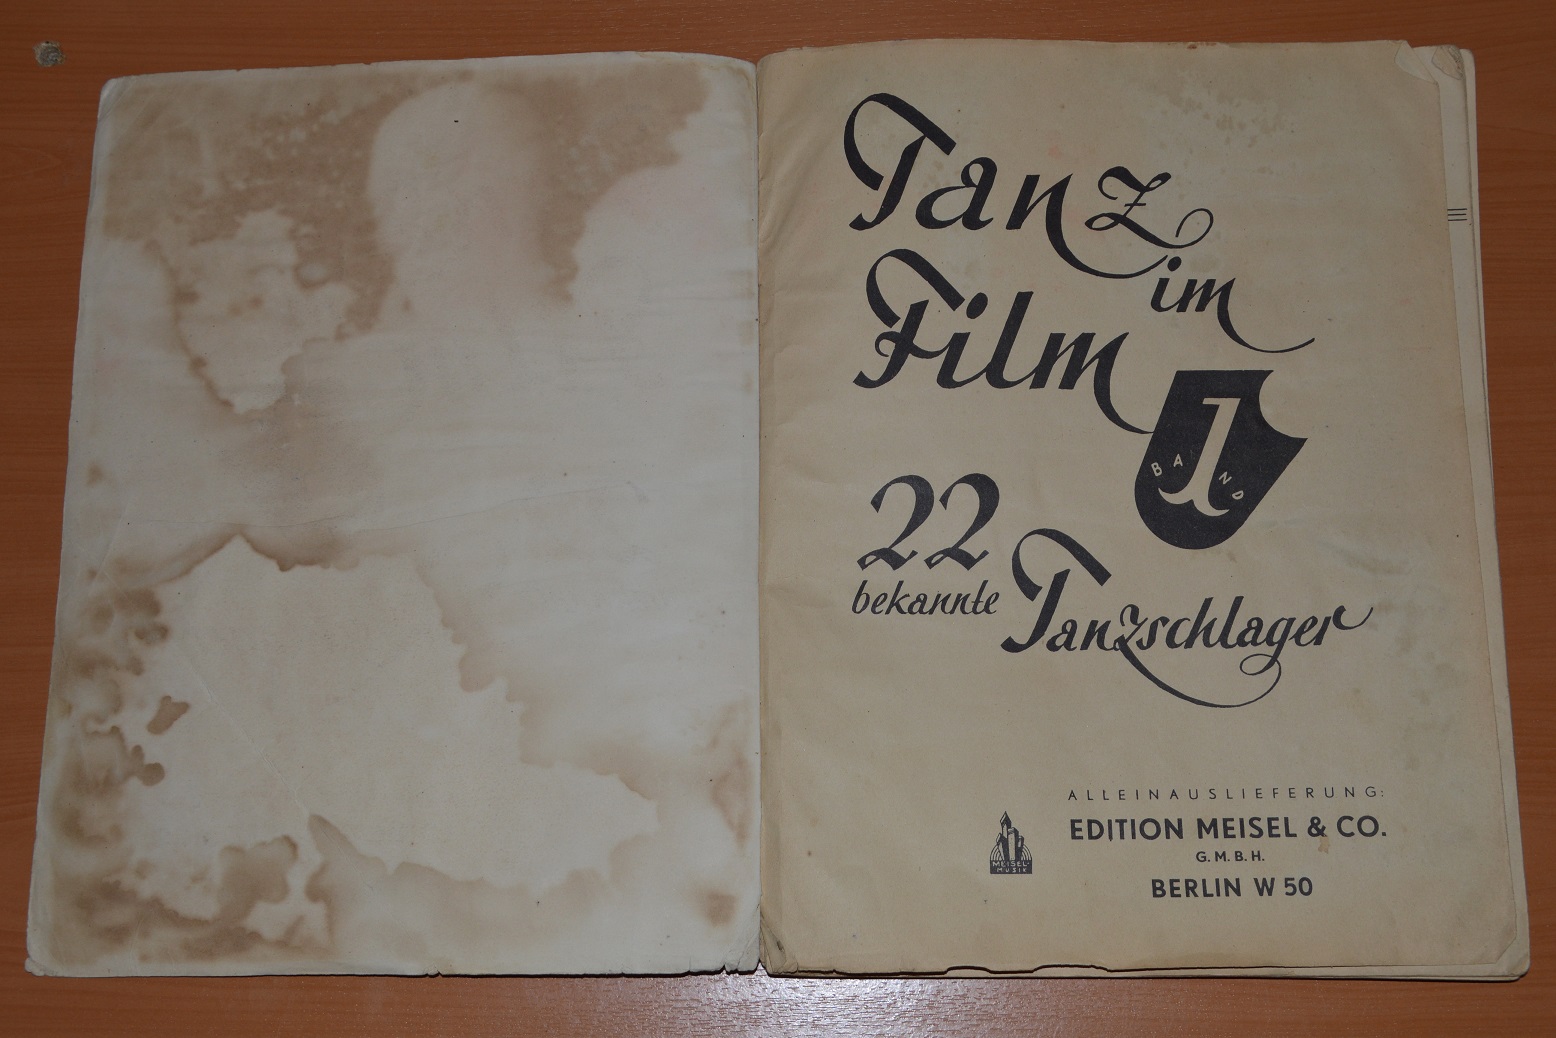 Tanz
im
Film
BAND 1
22
bekannte Tanzschlager
ALLEINAUSLIEFERUNG:
EDITION MEISEL & CO.
G.M.B.H.
BERLIN W 50
MEISEL-
MUSIK